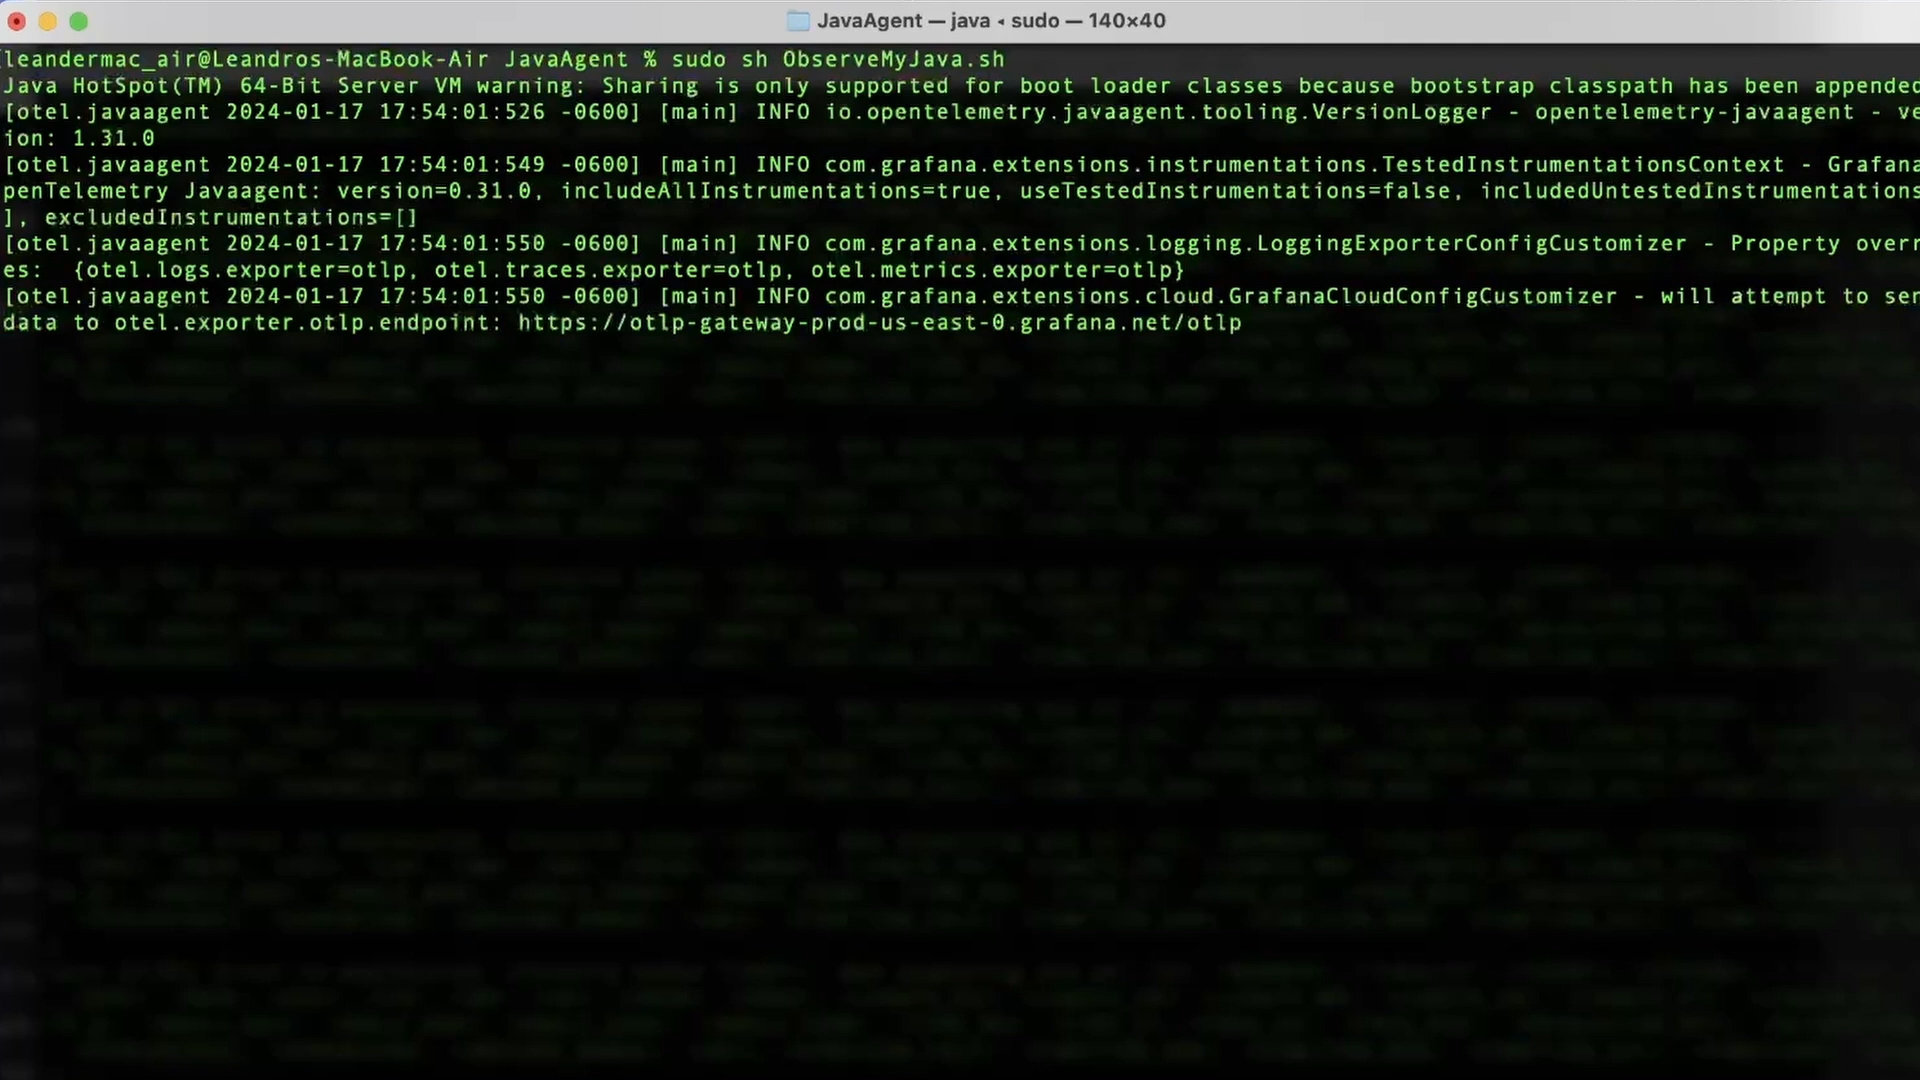 JavaAgent — java ◂ sudo — 140×40
leandermac_air@Leandros-MacBook-Air JavaAgent % sudo sh ObserveMyJava.sh
Java HotSpot(TM) 64-Bit Server VM warning: Sharing is only supported for boot loader classes because bootstrap classpath has been appended
[otel.javaagent 2024-01-17 17:54:01:526 -0600] [main] INFO io.opentelemetry.javaagent.tooling.VersionLogger - opentelemetry-javaagent - ve
ion: 1.31.0
[otel.javaagent 2024-01-17 17:54:01:549 -0600] [main] INFO com.grafana.extensions.instrumentations.TestedInstrumentationsContext - Grafana
penTelemetry Javaagent: version=0.31.0, includeAllInstrumentations=true, useTestedInstrumentations=false, includedUntestedInstrumentations
], excludedInstrumentations=[]
[otel.javaagent 2024-01-17 17:54:01:550 -0600] [main] INFO com.grafana.extensions.logging.LoggingExporterConfigCustomizer - Property overr
es:  {otel.logs.exporter=otlp, otel.traces.exporter=otlp, otel.metrics.exporter=otlp}
[otel.javaagent 2024-01-17 17:54:01:550 -0600] [main] INFO com.grafana.extensions.cloud.GrafanaCloudConfigCustomizer - will attempt to sen
data to otel.exporter.otlp.endpoint: https://otlp-gateway-prod-us-east-0.grafana.net/otlp